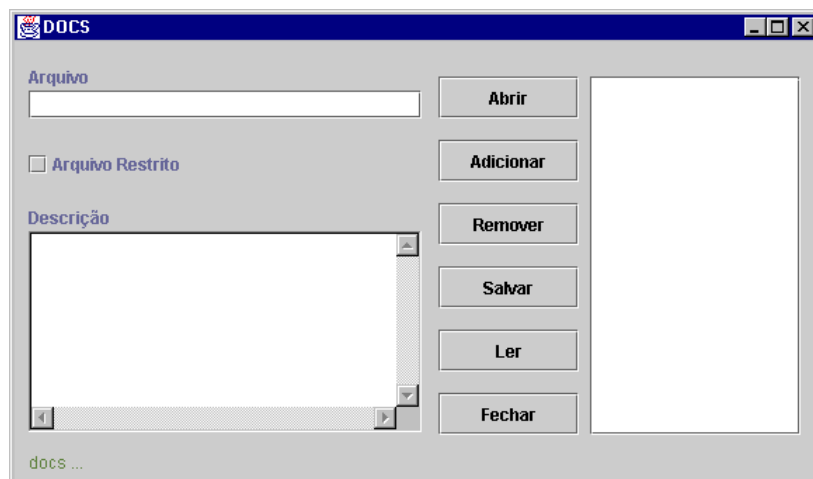 DOCS
Arquivo
Abrir
Arquivo Restrito
Adicionar
Descrição
Remover
Salvar
Ler
Fechar
docs ...